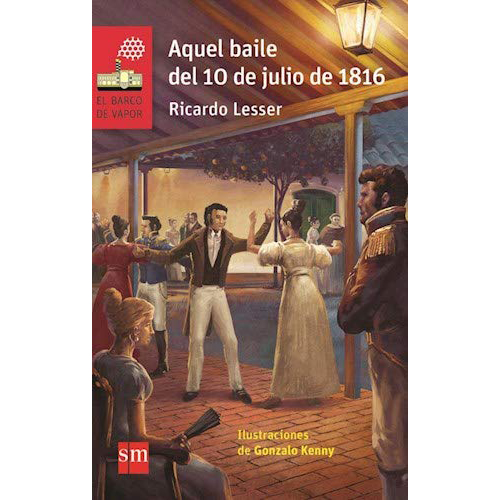 EL BARCO
DE VAPOR
Aquel baile
del 10 de julio de 1816
Ricardo Lesser
Ilustraciones
de Gonzalo Kenny
sm